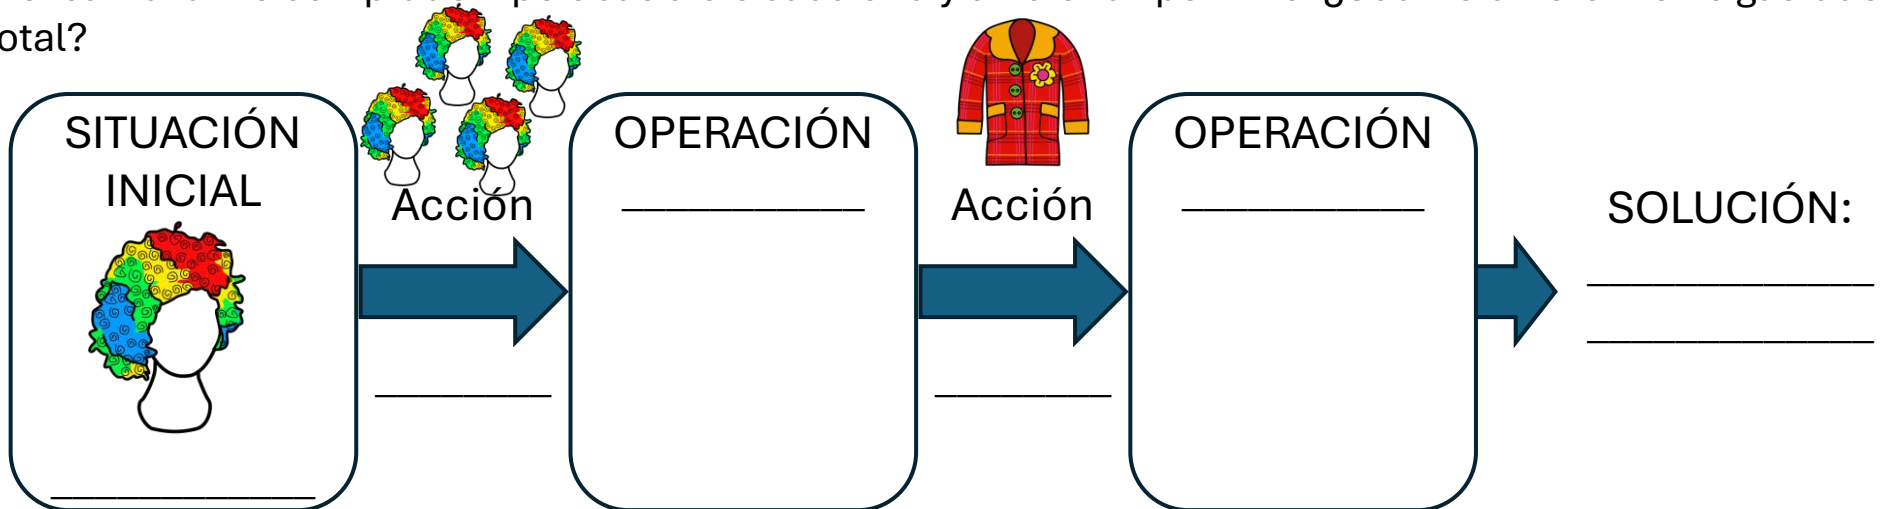 otal?
SITUACIÓN
INICIAL
Acción
OPERACIÓN
Acción
OPERACIÓN
SOLUCIÓN: